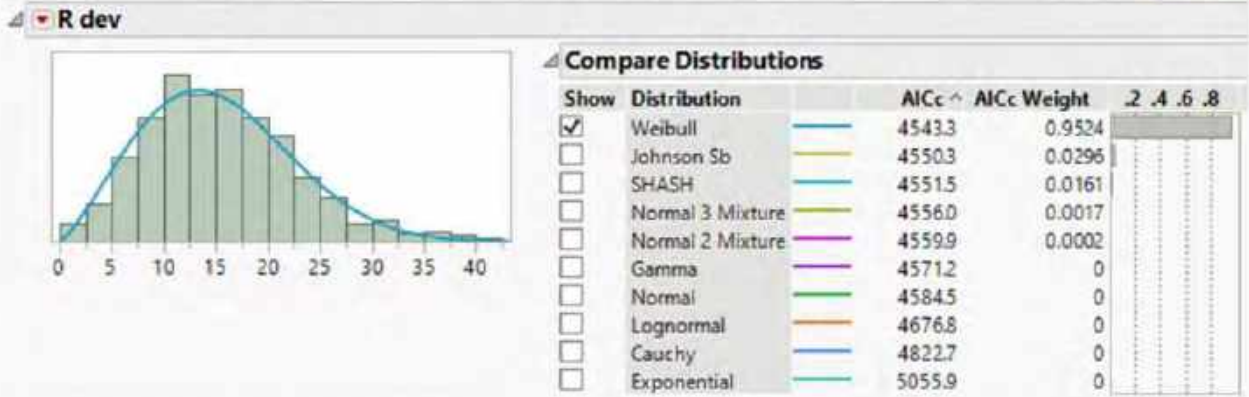 R dev
0 5 10 15 20 25 30 35 40
Compare Distributions
Show Distribution AICc ^ AICc Weight .2 .4 .6 .8
Weibull 4543.3 0.9524
Johnson Sb 4550.3 0.0296
SHASH 4551.5 0.0161
Normal 3 Mixture 4556.0 0.0017
Normal 2 Mixture 4559.9 0.0002
Gamma 4571.2 0
Normal 4584.5 0
Lognormal 4676.8 0
Cauchy 4822.7 0
Exponential 5055.9 0